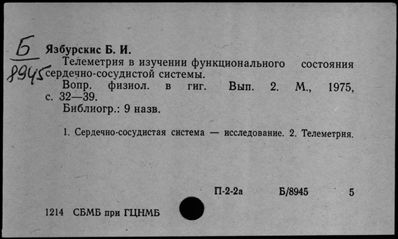 Б
8945
Язбурскис Б. И.
Телеметрия в изучении функционального состояния
сердечно-сосудистой системы.
Вопр. физиол. в гиг. Вып. 2. М., 1975,
с. 32—39.
Библиогр.: 9 назв.
1. Сердечно-сосудистая система — исследование. 2. Телеметрия.
П-2-2а Б/8945 5
1214 СБМБ при ГЦНМБ